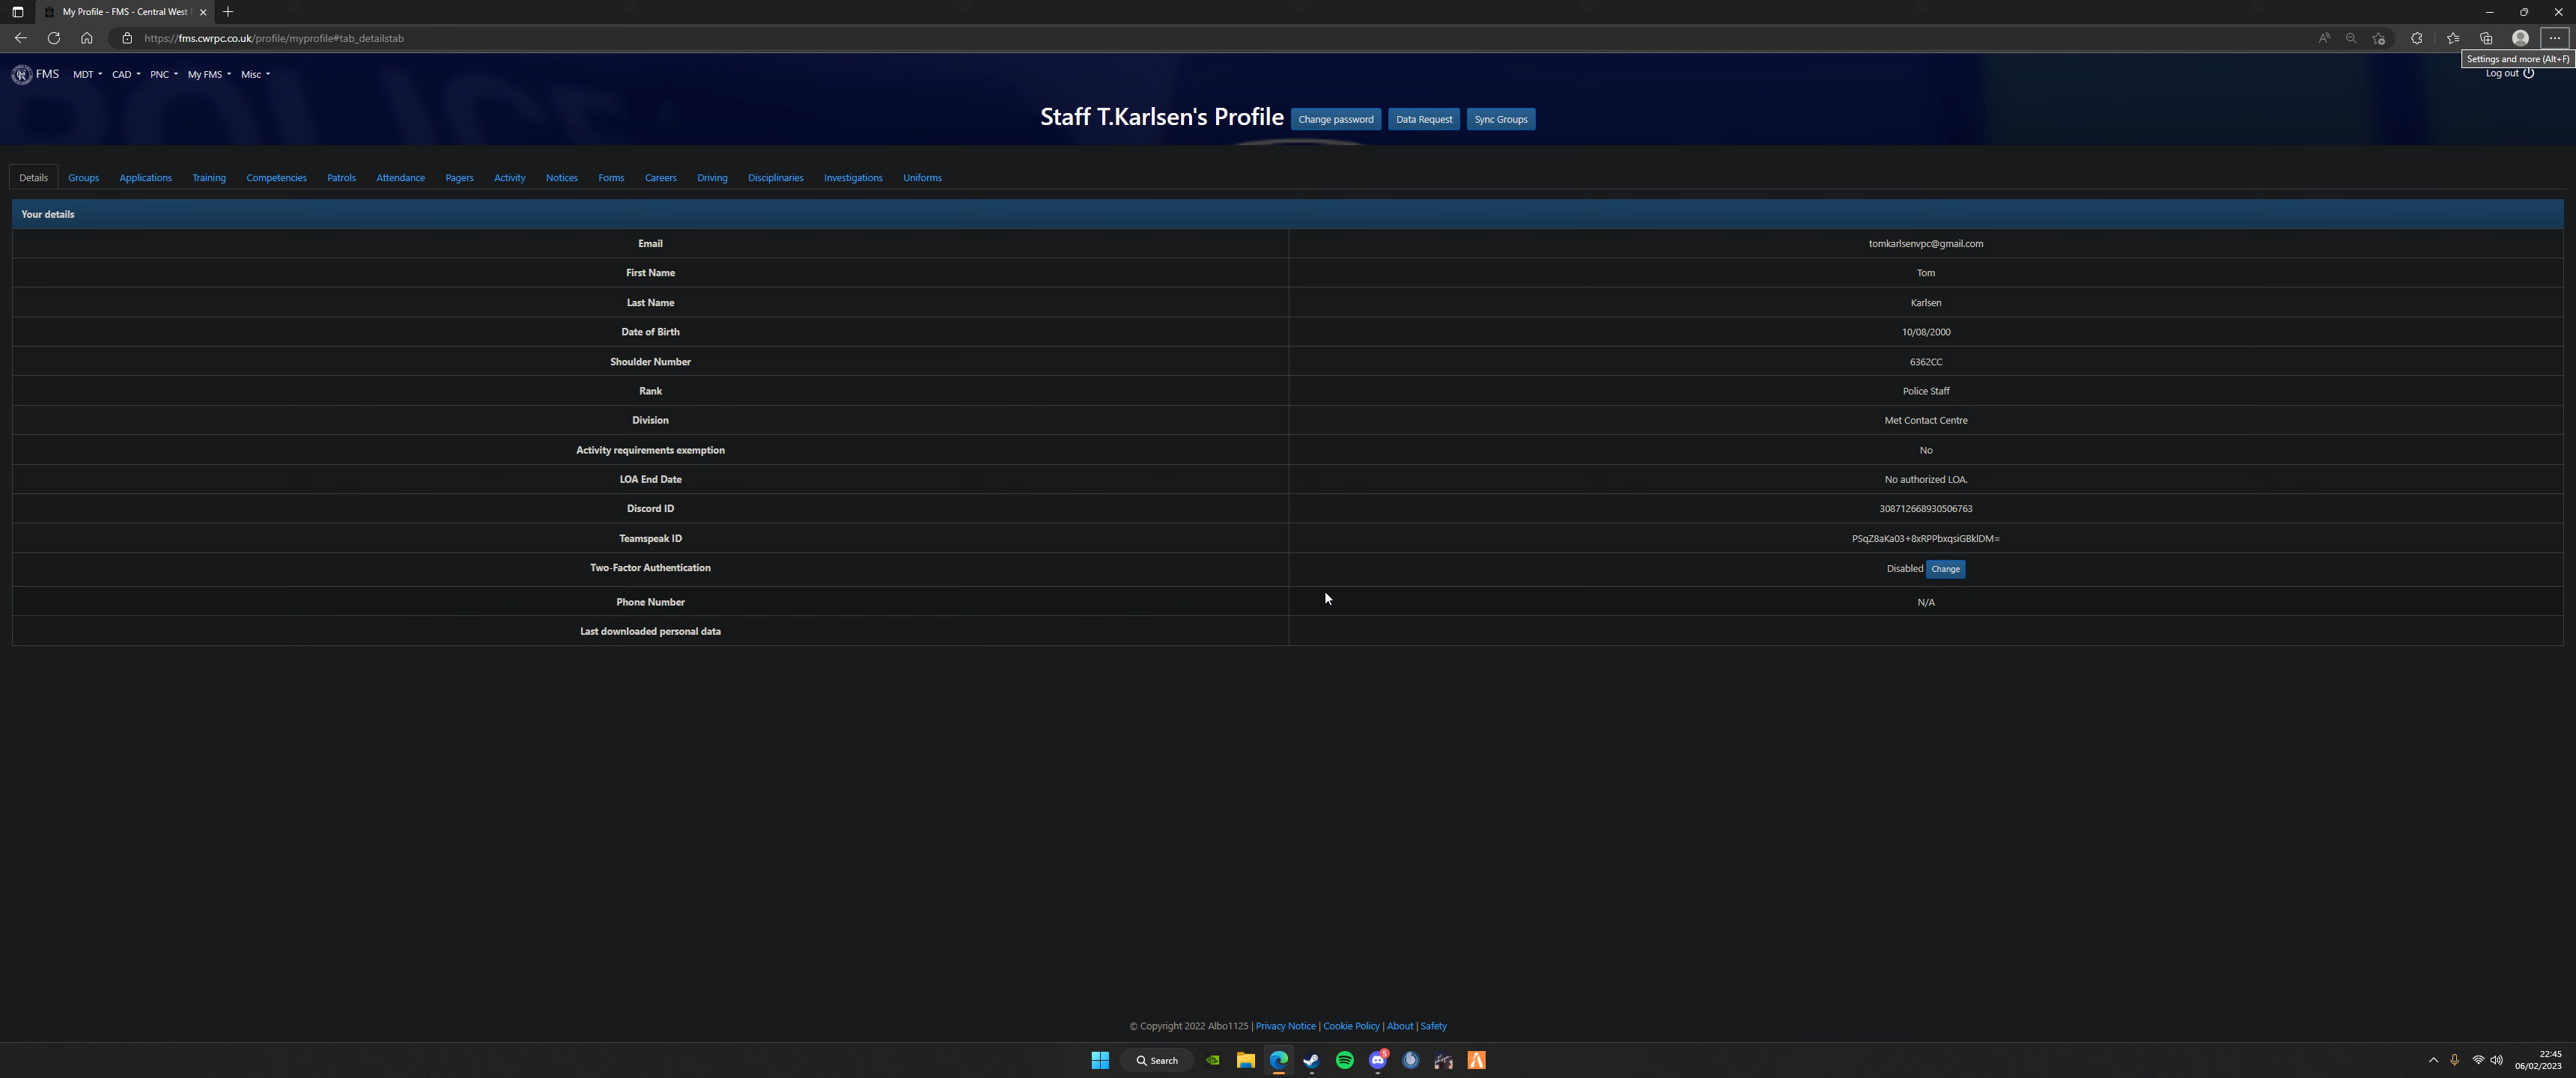 My Profile - FMS - Central West
https://fms.cwrpc.co.uk/profile/myprofile#tab_detailstab
Settings and more (Alt+F)
FMS MDT CAD PNC My FMS Misc
Log out
Staff T.Karlsen's Profile Change password Data Request Sync Groups
Details Groups Applications Training Competencies Patrols Attendance Pagers Activity Notices Forms Careers Driving Disciplinaries Investigations Uniforms
Your details
Email tomkarlsenvpc@gmail.com
First Name Tom
Last Name Karlsen
Date of Birth 10/08/2000
Shoulder Number 6362CC
Rank Police Staff
Division Met Contact Centre
Activity requirements exemption No
LOA End Date No authorized LOA.
Discord ID 308712668930506763
Teamspeak ID PSqZ8aKa03+8xRPPbxqsiGBklDM=
Two-Factor Authentication Disabled Change
Phone Number N/A
Last downloaded personal data
© Copyright 2022 Albo1125 | Privacy Notice | Cookie Policy | About | Safety
Search
5
22:45
06/02/2023